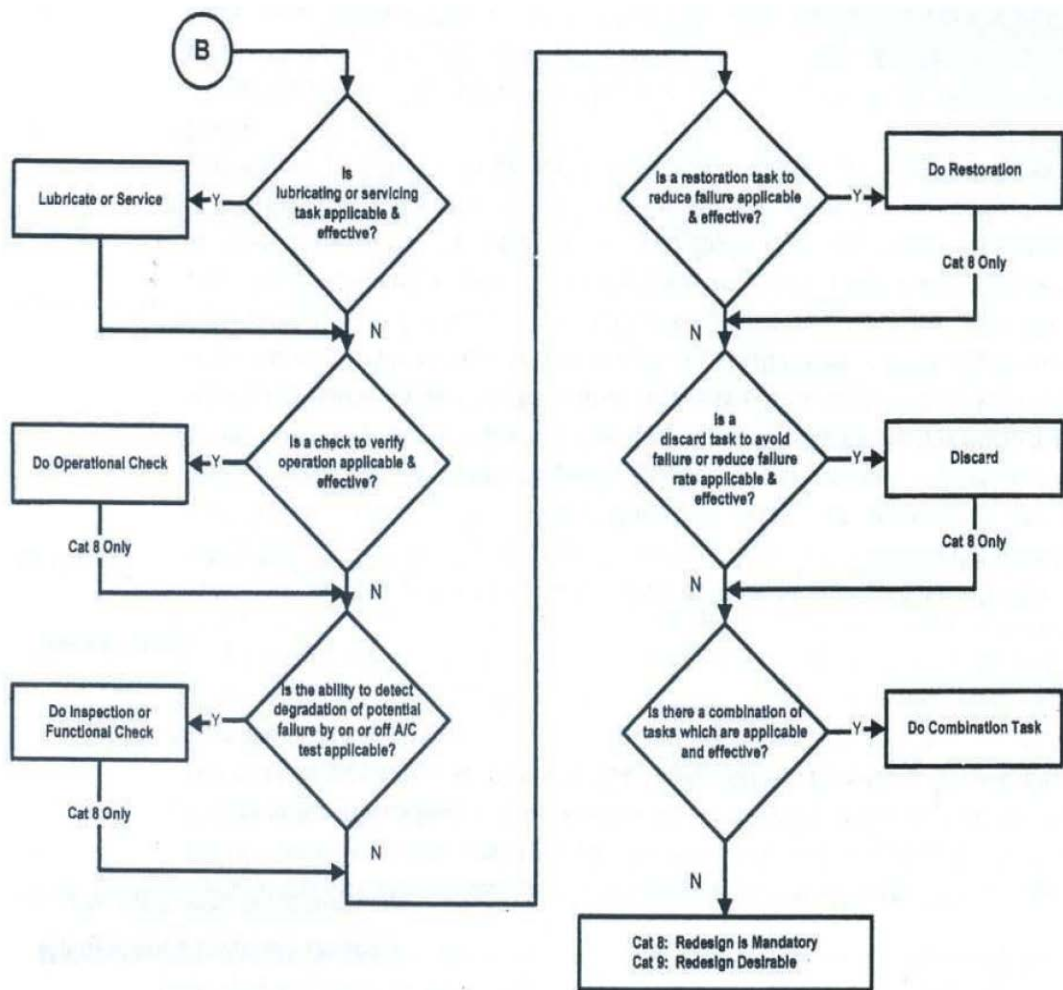 B
Is
lubricating or servicing
task applicable &
effective?
Y
Lubricate or Service
N
Is a check to verify
operation applicable &
effective?
Y
Do Operational Check
Cat 8 Only
N
Is the ability to detect
degradation of potential
failure by on or off A/C
test applicable?
Y
Do Inspection or
Functional Check
Cat 8 Only
N
Is a restoration task to
reduce failure applicable
& effective?
Y
Do Restoration
Cat 8 Only
N
Is a
discard task to avoid
failure or reduce failure
rate applicable &
effective?
Y
Discard
Cat 8 Only
N
Is there a combination of
tasks which are applicable
and effective?
Y
Do Combination Task
N
Cat 8: Redesign is Mandatory
Cat 9: Redesign Desirable